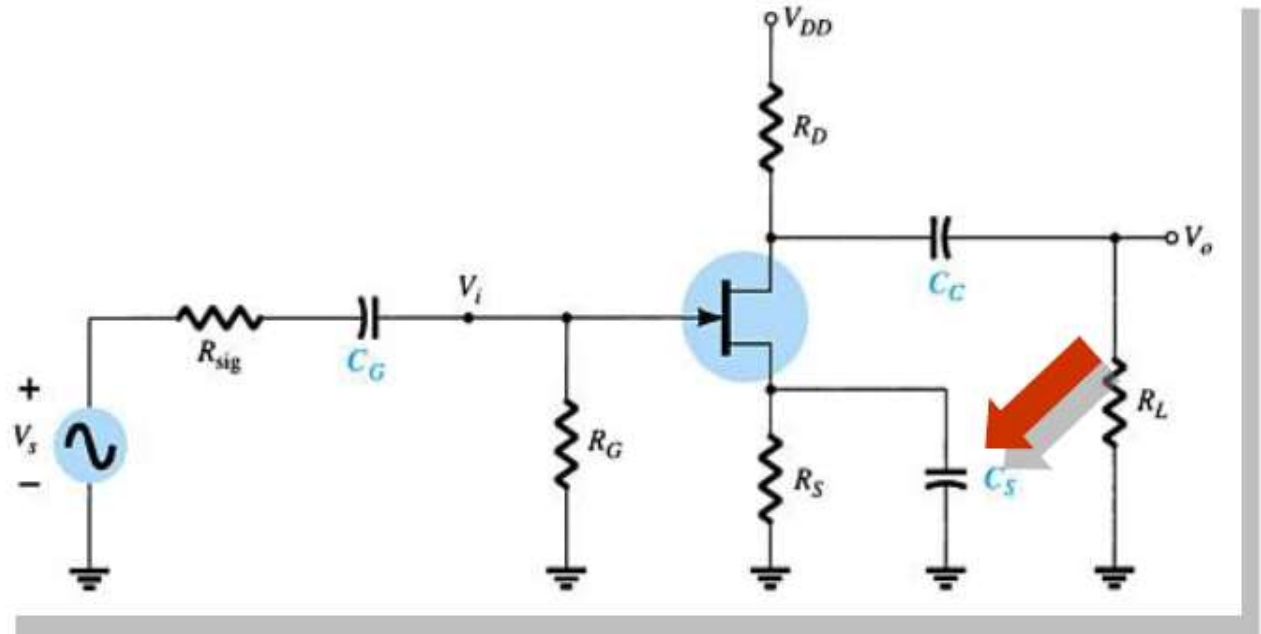 V_DD
R_D
V_o
C_C
V_i
R_sig
C_G
+
V_s
−
R_G
R_S
C_S
R_L